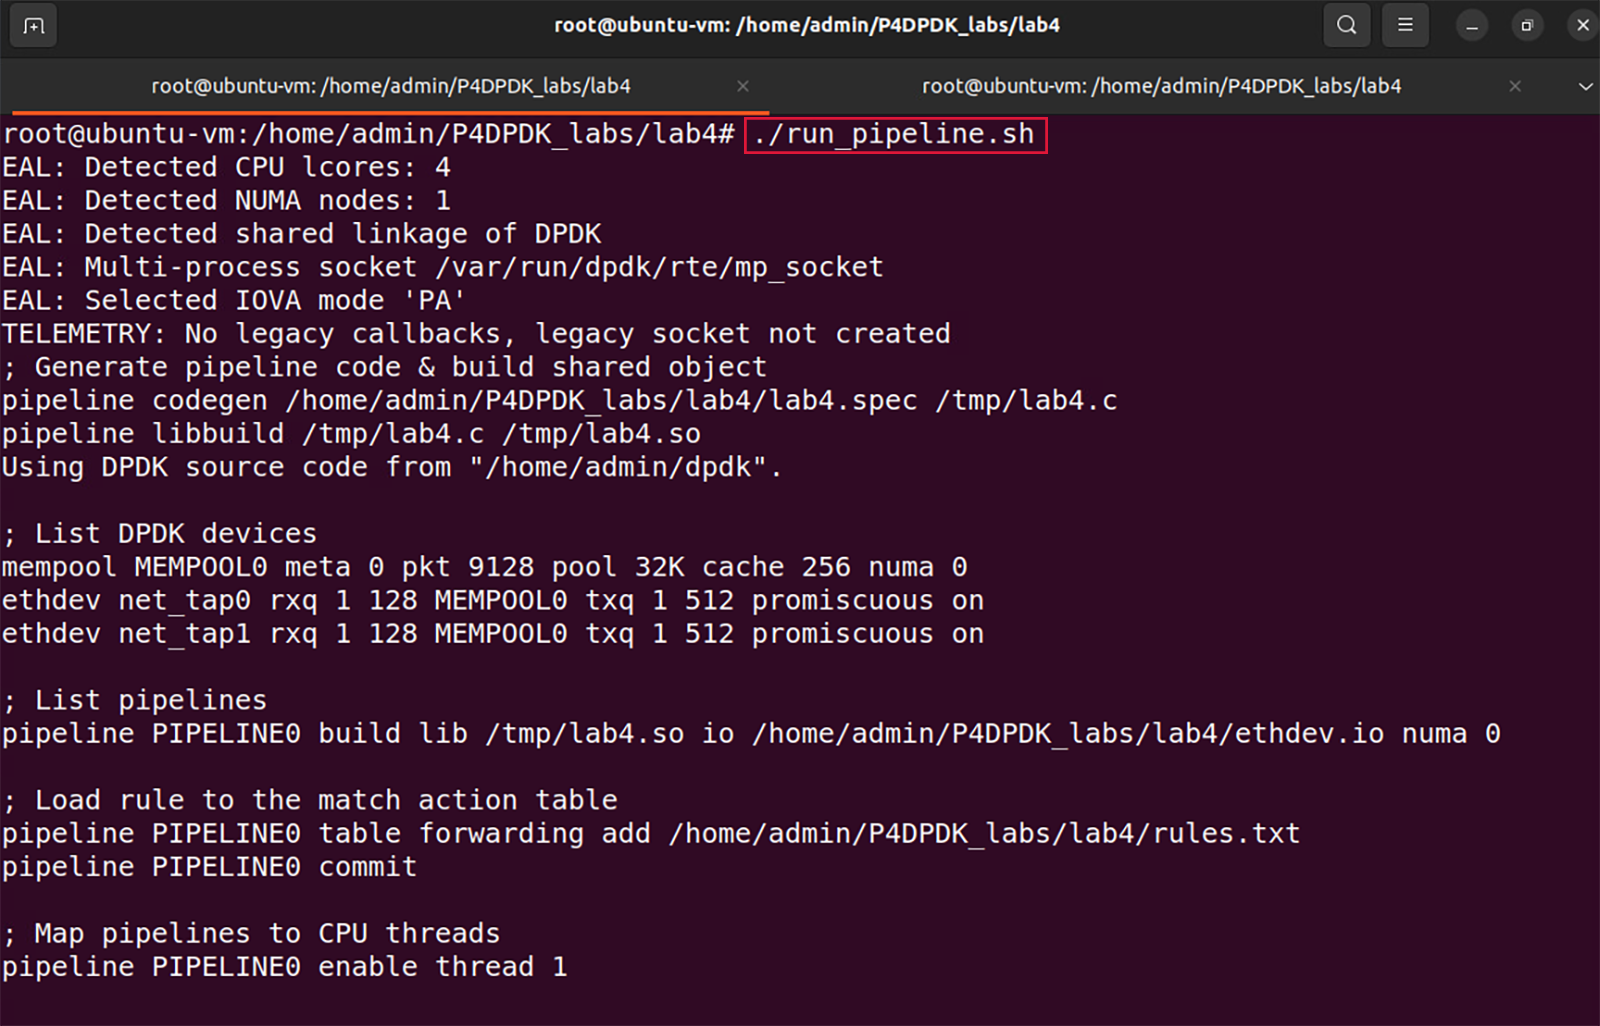 root@ubuntu-vm: /home/admin/P4DPDK_labs/lab4
root@ubuntu-vm: /home/admin/P4DPDK_labs/lab4
root@ubuntu-vm: /home/admin/P4DPDK_labs/lab4
root@ubuntu-vm:/home/admin/P4DPDK_labs/lab4# ./run_pipeline.sh
EAL: Detected CPU lcores: 4
EAL: Detected NUMA nodes: 1
EAL: Detected shared linkage of DPDK
EAL: Multi-process socket /var/run/dpdk/rte/mp_socket
EAL: Selected IOVA mode 'PA'
TELEMETRY: No legacy callbacks, legacy socket not created
; Generate pipeline code & build shared object
pipeline codegen /home/admin/P4DPDK_labs/lab4/lab4.spec /tmp/lab4.c
pipeline libbuild /tmp/lab4.c /tmp/lab4.so
Using DPDK source code from "/home/admin/dpdk".
; List DPDK devices
mempool MEMPOOL0 meta 0 pkt 9128 pool 32K cache 256 numa 0
ethdev net_tap0 rxq 1 128 MEMPOOL0 txq 1 512 promiscuous on
ethdev net_tap1 rxq 1 128 MEMPOOL0 txq 1 512 promiscuous on
; List pipelines
pipeline PIPELINE0 build lib /tmp/lab4.so io /home/admin/P4DPDK_labs/lab4/ethdev.io numa 0
; Load rule to the match action table
pipeline PIPELINE0 table forwarding add /home/admin/P4DPDK_labs/lab4/rules.txt
pipeline PIPELINE0 commit
; Map pipelines to CPU threads
pipeline PIPELINE0 enable thread 1